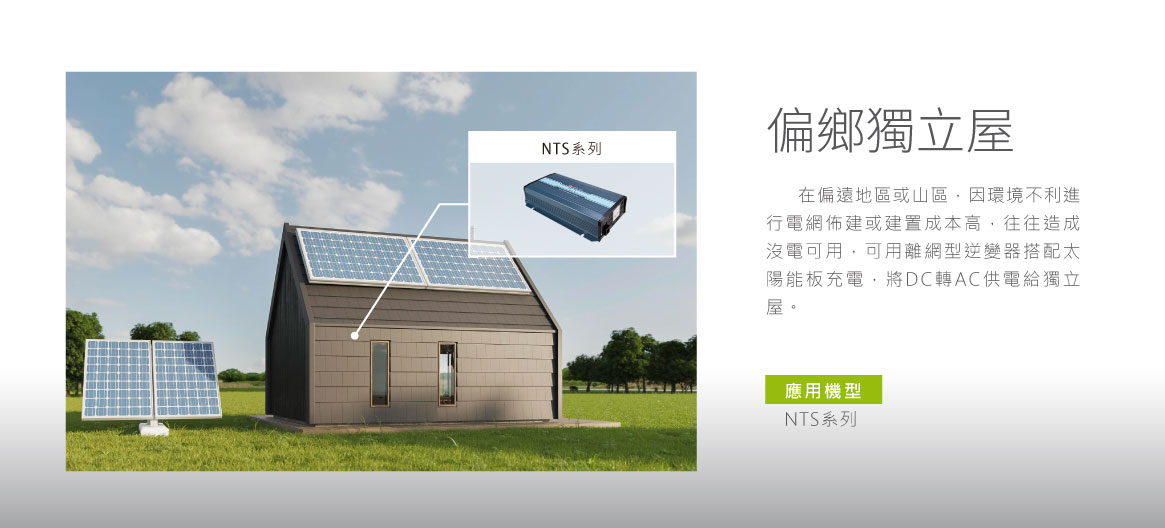 NTS系列
偏鄉獨立屋
在偏遠地區或山區，因環境不利進
行電網佈建或建置成本高，往往造成
沒電可用，可用離網型逆變器搭配太
陽能板充電，將DC轉AC供電給獨立
屋。
應用機型
NTS系列